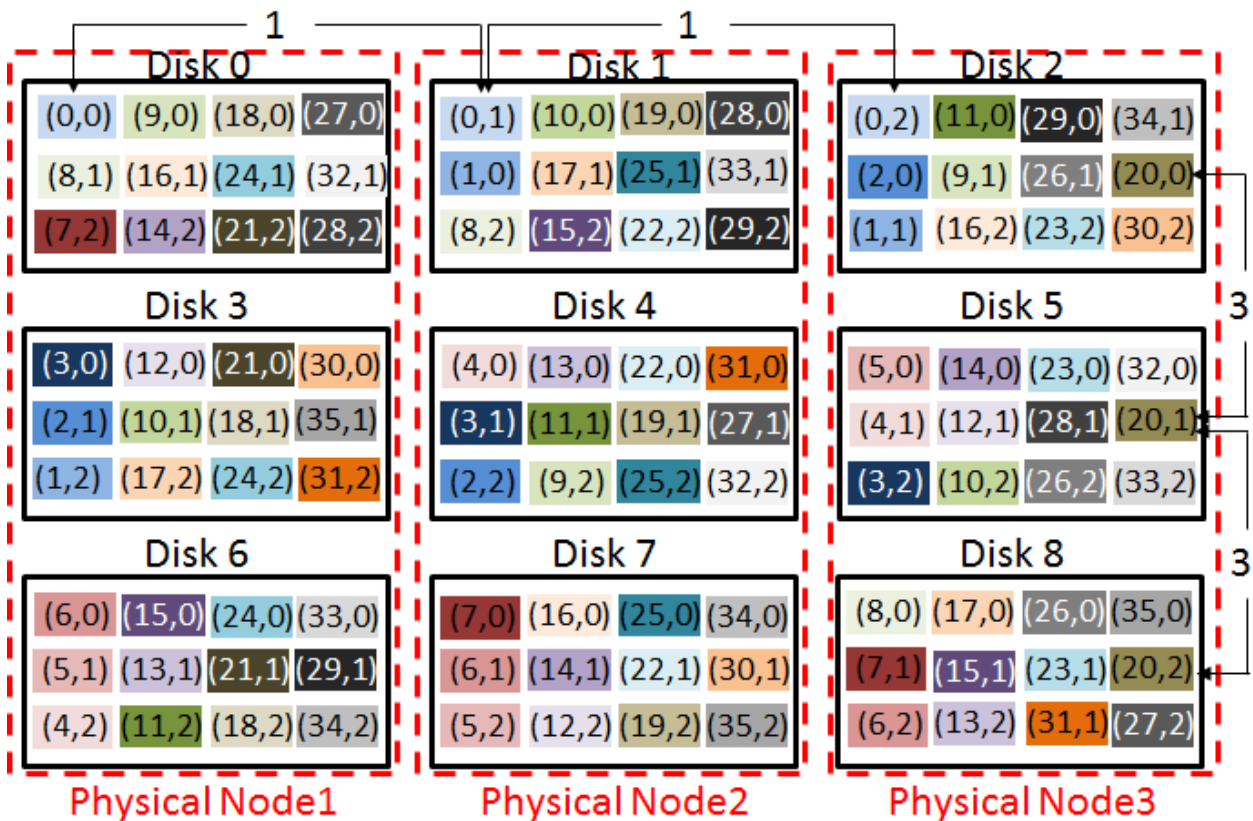 1 1
Disk 0 Disk 1 Disk 2
(0,0) (9,0) (18,0) (27,0) (0,1) (10,0) (19,0) (28,0) (0,2) (11,0) (29,0) (34,1)
(8,1) (16,1) (24,1) (32,1) (1,0) (17,1) (25,1) (33,1) (2,0) (9,1) (26,1) (20,0)
(7,2) (14,2) (21,2) (28,2) (8,2) (15,2) (22,2) (29,2) (1,1) (16,2) (23,2) (30,2)
3
Disk 3 Disk 4 Disk 5
(3,0) (12,0) (21,0) (30,0) (4,0) (13,0) (22,0) (31,0) (5,0) (14,0) (23,0) (32,0)
(2,1) (10,1) (18,1) (35,1) (3,1) (11,1) (19,1) (27,1) (4,1) (12,1) (28,1) (20,1)
(1,2) (17,2) (24,2) (31,2) (2,2) (9,2) (25,2) (32,2) (3,2) (10,2) (26,2) (33,2)
Disk 6 Disk 7 Disk 8
3
(6,0) (15,0) (24,0) (33,0) (7,0) (16,0) (25,0) (34,0) (8,0) (17,0) (26,0) (35,0)
(5,1) (13,1) (21,1) (29,1) (6,1) (14,1) (22,1) (30,1) (7,1) (15,1) (23,1) (20,2)
(4,2) (11,2) (18,2) (34,2) (5,2) (12,2) (19,2) (35,2) (6,2) (13,2) (31,1) (27,2)
Physical Node1 Physical Node2 Physical Node3